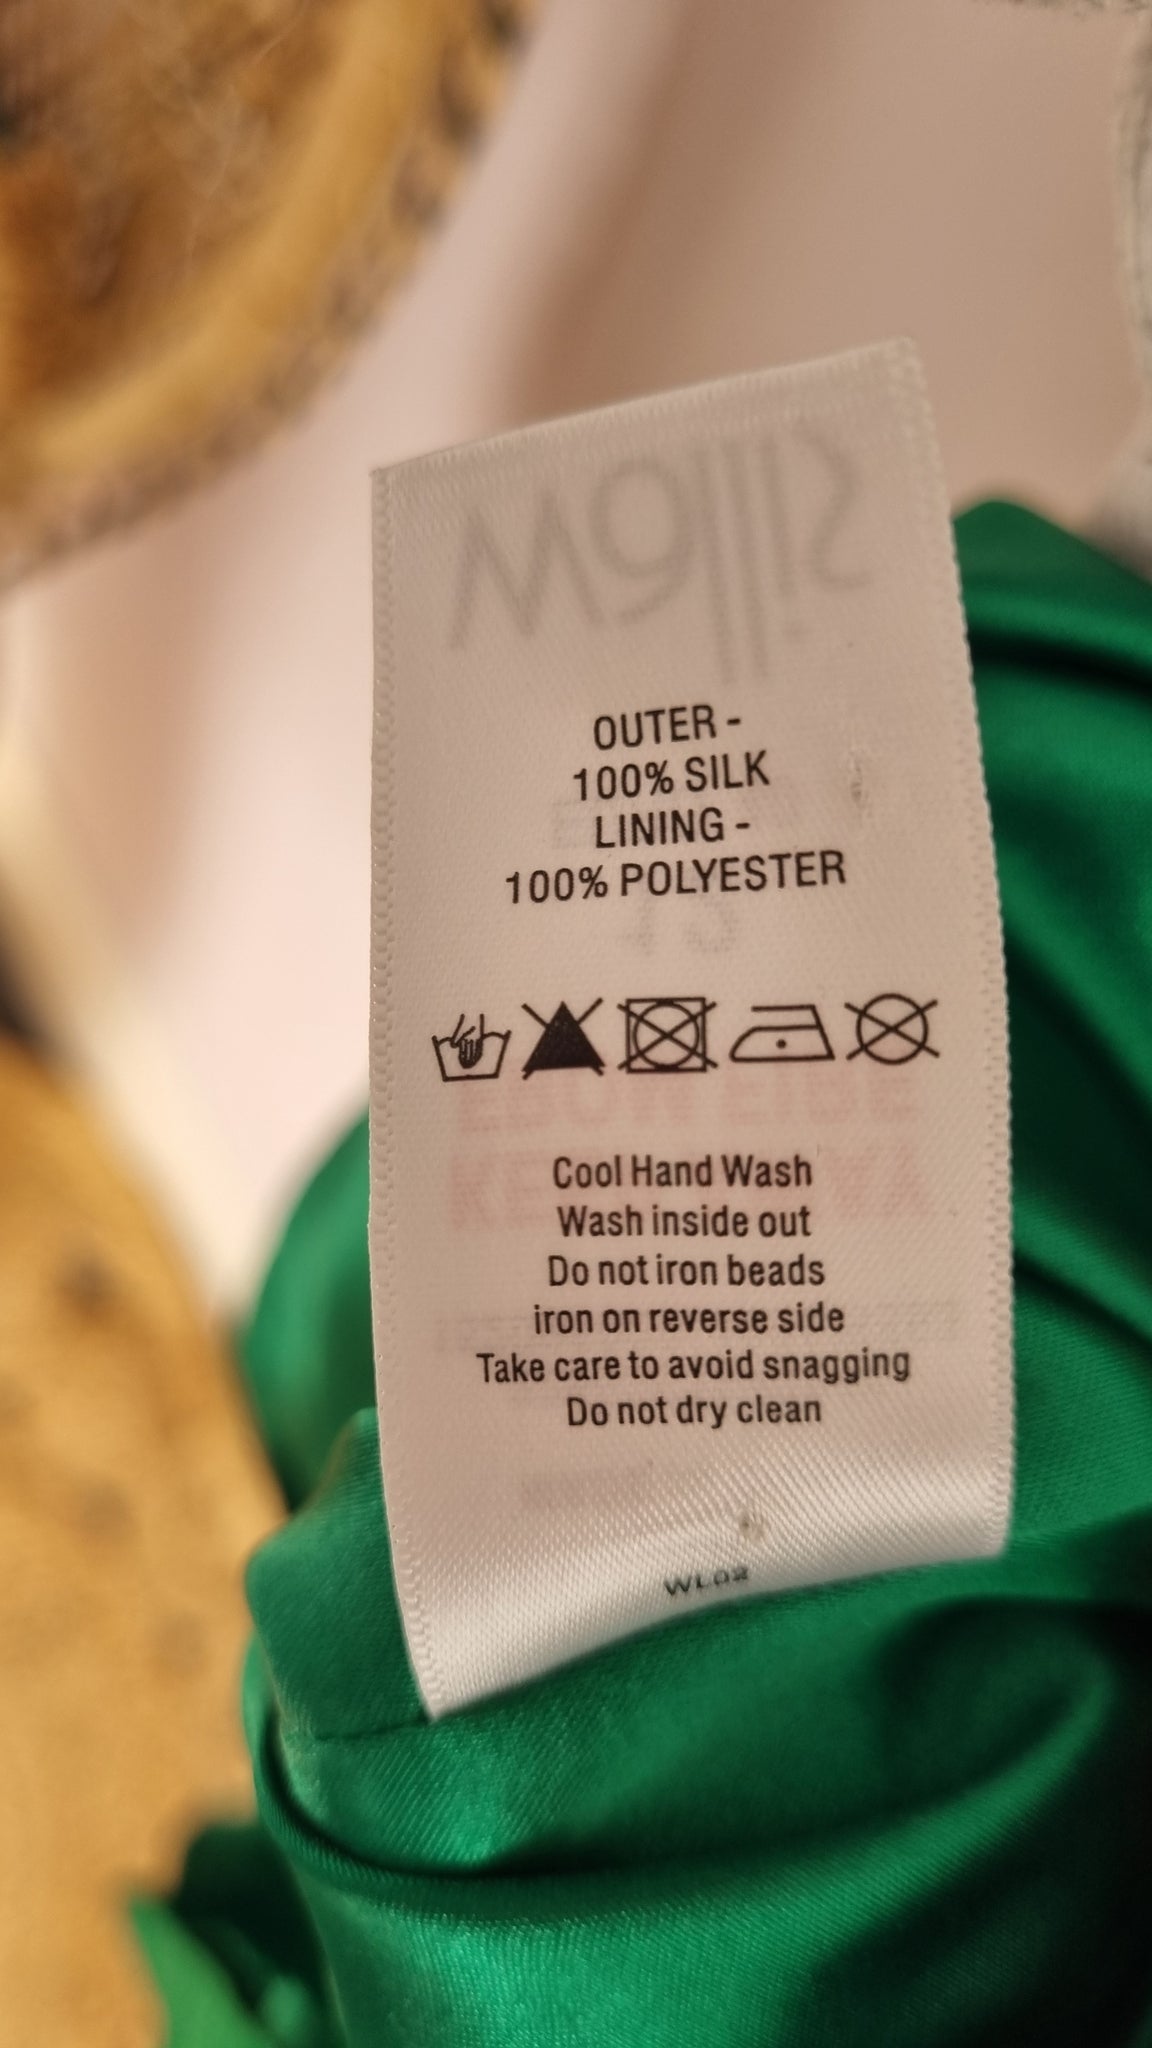 OUTER -
100% SILK
LINING -
100% POLYESTER
Cool Hand Wash
Wash inside out
Do not iron beads
iron on reverse side
Take care to avoid snagging
Do not dry clean
WL02